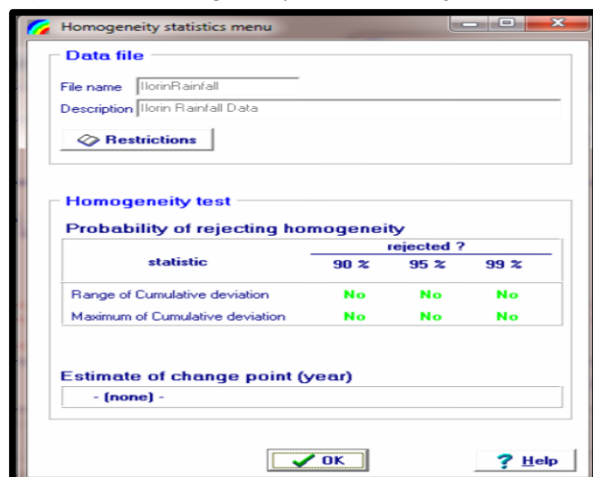 Homogeneity statistics menu
Data file
File name IlorinRainfall
Description Ilorin Rainfall Data
Restrictions
Homogeneity test
Probability of rejecting homogeneity
rejected ?
statistic 90 % 95 % 99 %
Range of Cumulative deviation No No No
Maximum of Cumulative deviation No No No
Estimate of change point (year)
- (none) -
OK ? Help